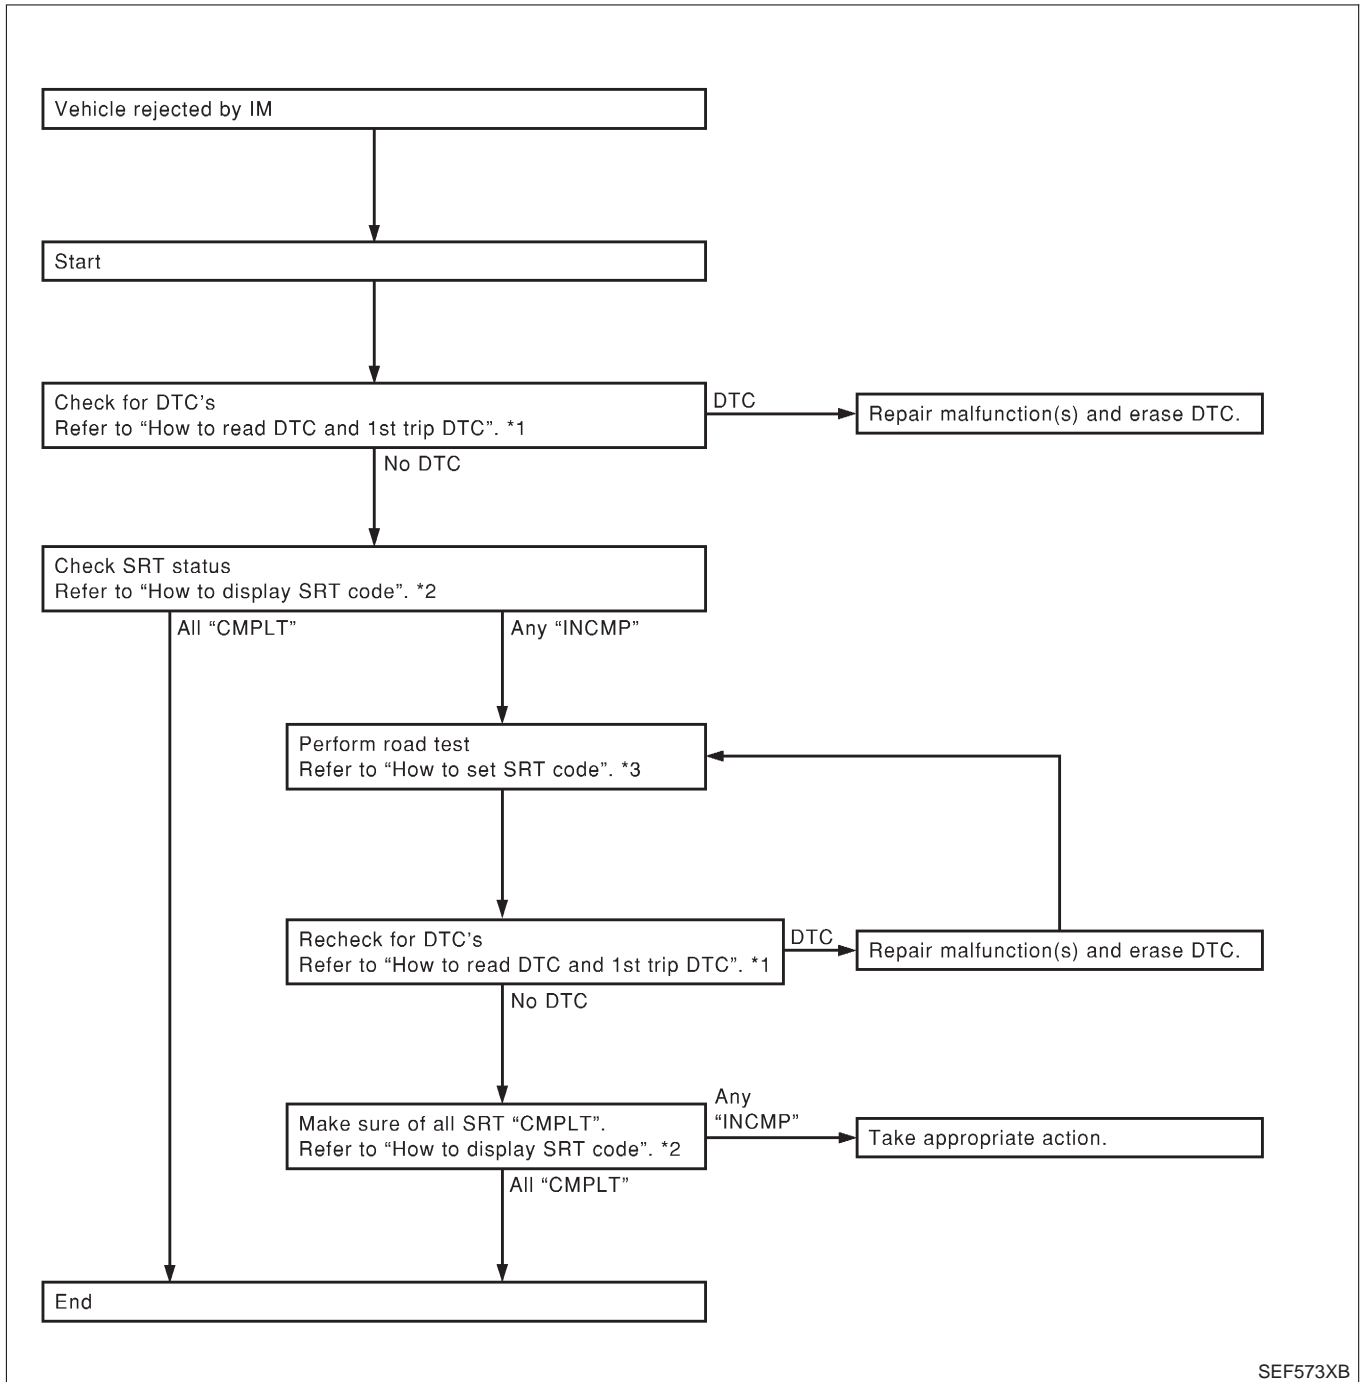 Vehicle rejected by IM
Start
Check for DTC's
Refer to “How to read DTC and 1st trip DTC”. *1
DTC
Repair malfunction(s) and erase DTC.
No DTC
Check SRT status
Refer to “How to display SRT code”. *2
All “CMPLT”
Any “INCMP”
Perform road test
Refer to “How to set SRT code”. *3
Recheck for DTC's
Refer to “How to read DTC and 1st trip DTC”. *1
DTC
Repair malfunction(s) and erase DTC.
No DTC
Make sure of all SRT “CMPLT”.
Refer to “How to display SRT code”. *2
Any
“INCMP”
Take appropriate action.
All “CMPLT”
End
SEF573XB